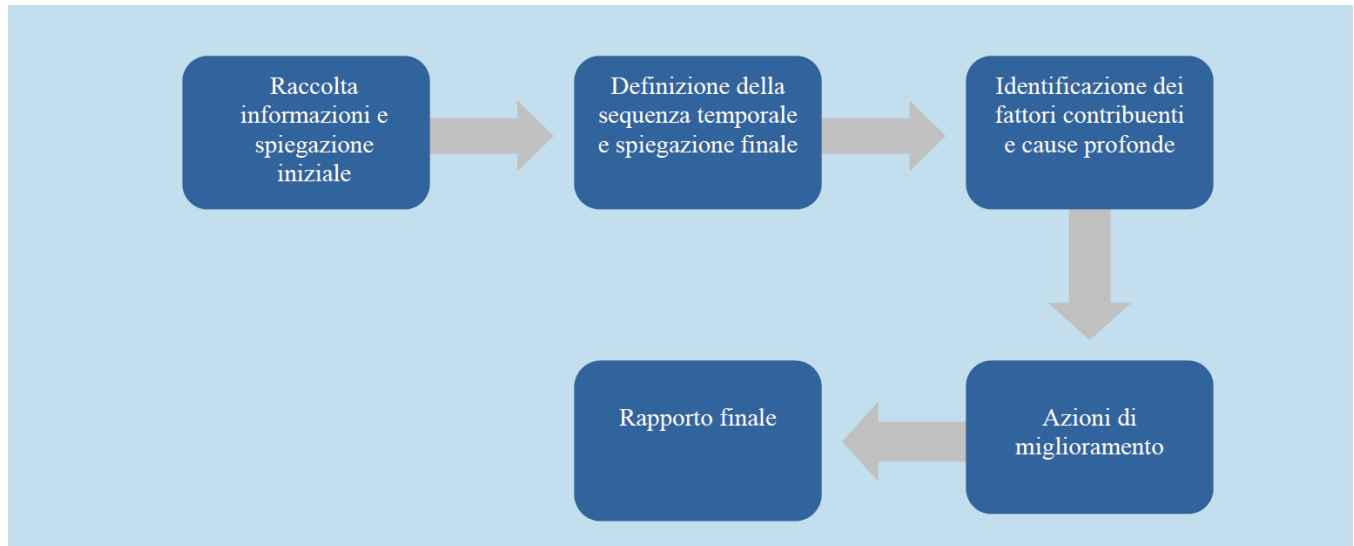 Raccolta
informazioni e
spiegazione
iniziale
Definizione della
sequenza temporale
e spiegazione finale
Identificazione dei
fattori contribuenti
e cause profonde
Azioni di
miglioramento
Rapporto finale